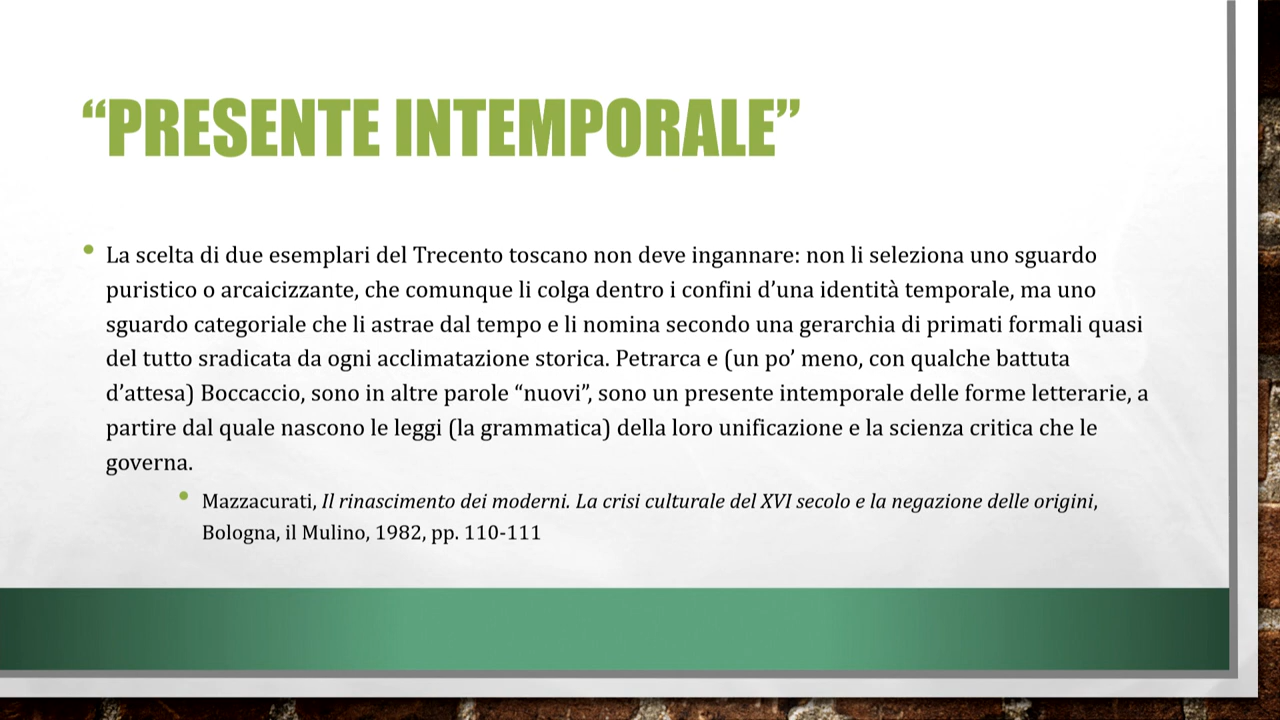 “PRESENTE INTEMPORALE”
• La scelta di due esemplari del Trecento toscano non deve ingannare: non li seleziona uno sguardo
puristico o arcaicizzante, che comunque li colga dentro i confini d’una identità temporale, ma uno
sguardo categoriale che li astrae dal tempo e li nomina secondo una gerarchia di primati formali quasi
del tutto sradicata da ogni acclimatazione storica. Petrarca e (un po’ meno, con qualche battuta
d’attesa) Boccaccio, sono in altre parole “nuovi”, sono un presente intemporale delle forme letterarie, a
partire dal quale nascono le leggi (la grammatica) della loro unificazione e la scienza critica che le
governa.
• Mazzacurati, Il rinascimento dei moderni. La crisi culturale del XVI secolo e la negazione delle origini,
Bologna, il Mulino, 1982, pp. 110-111